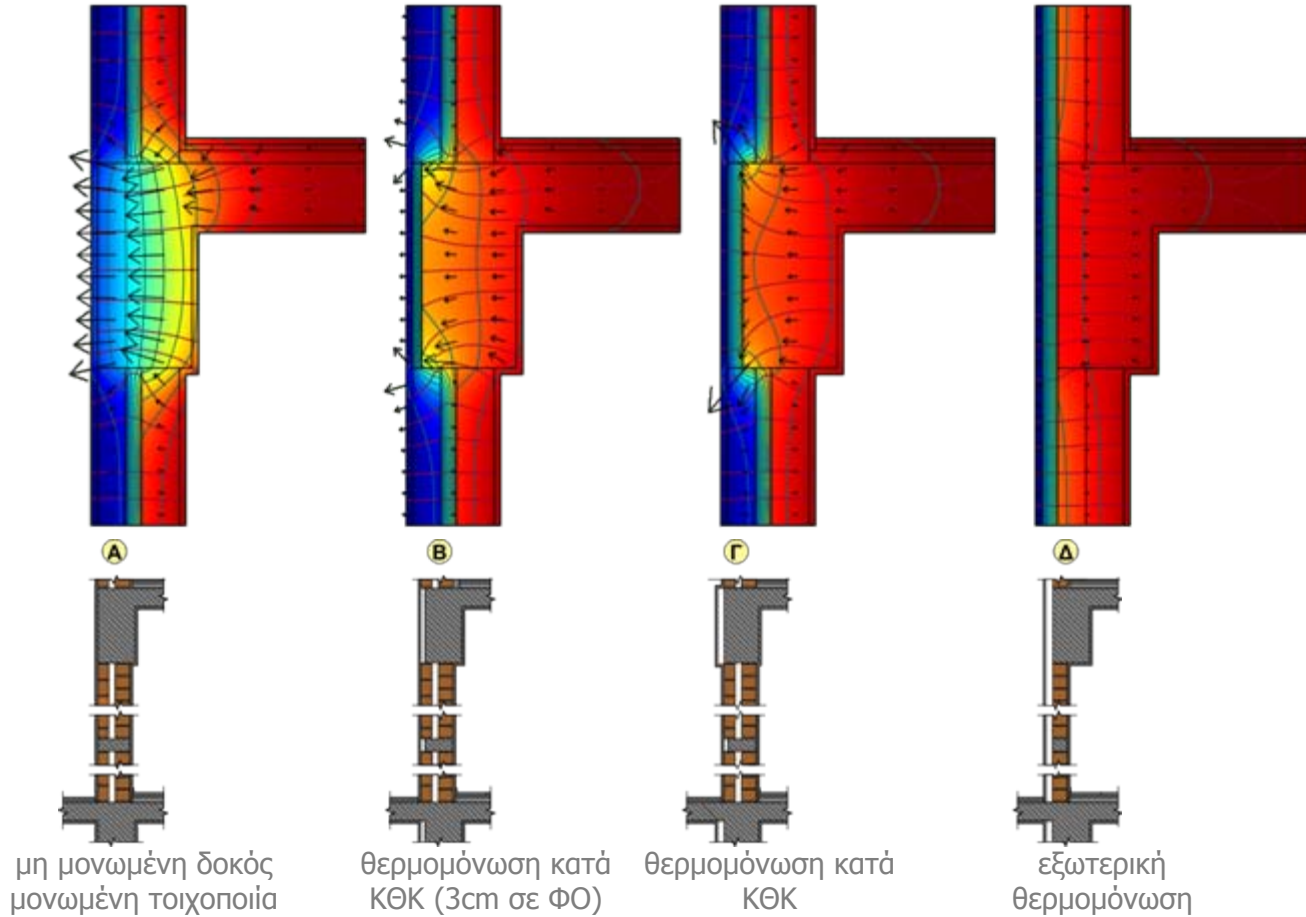 Α
Β
Γ
Δ
μη μονωμένη δοκός
μονωμένη τοιχοποιία
θερμομόνωση κατά
ΚΘΚ (3cm σε ΦΟ)
θερμομόνωση κατά
ΚΘΚ
εξωτερική
θερμομόνωση